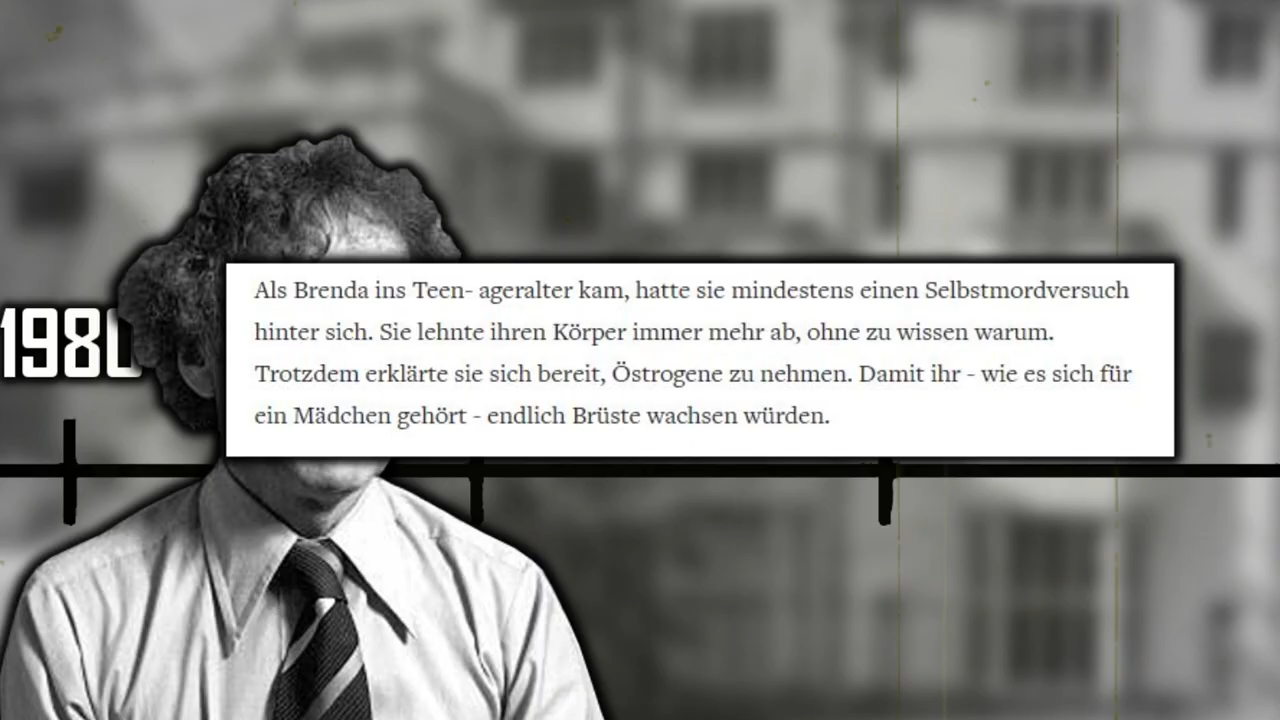 1980
Als Brenda ins Teen- ageralter kam, hatte sie mindestens einen Selbstmordversuch
hinter sich. Sie lehnte ihren Körper immer mehr ab, ohne zu wissen warum.
Trotzdem erklärte sie sich bereit, Östrogene zu nehmen. Damit ihr - wie es sich für
ein Mädchen gehört - endlich Brüste wachsen würden.